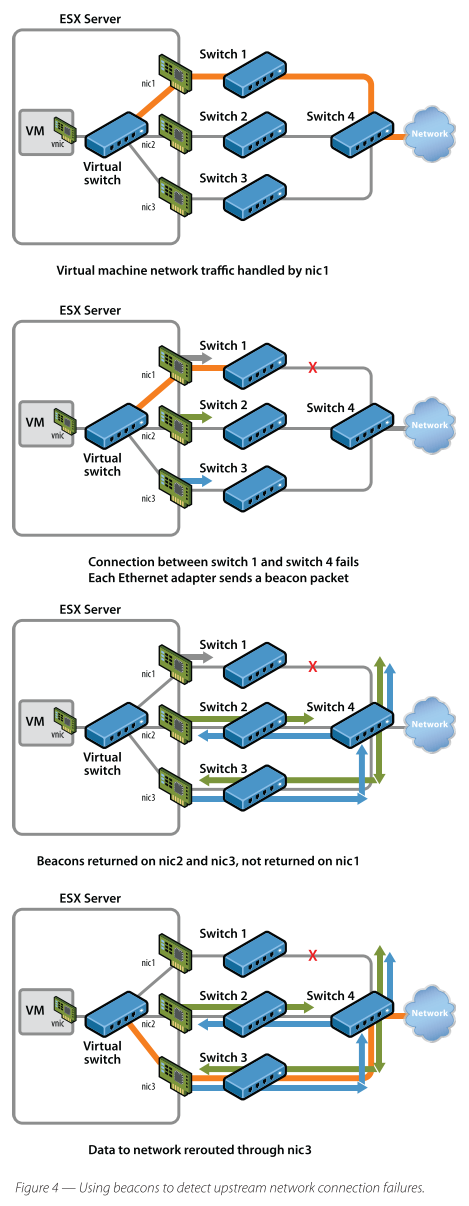 ESX Server
Switch 1
nic1
Switch 2
Switch 4
VM
vnic
nic2
Network
Virtual
switch
Switch 3
nic3
Virtual machine network traffic handled by nic1
ESX Server
Switch 1
X
nic1
Switch 2
Switch 4
VM
vnic
nic2
Network
Virtual
switch
Switch 3
nic3
Connection between switch 1 and switch 4 fails
Each Ethernet adapter sends a beacon packet
ESX Server
Switch 1
X
nic1
Switch 2
Switch 4
VM
vnic
nic2
Network
Virtual
switch
Switch 3
nic3
Beacons returned on nic2 and nic3, not returned on nic1
ESX Server
Switch 1
X
nic1
Switch 2
Switch 4
VM
vnic
nic2
Network
Virtual
switch
Switch 3
nic3
Data to network rerouted through nic3
Figure 4 — Using beacons to detect upstream network connection failures.